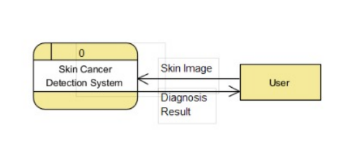 0
Skin Cancer
Detection System
Skin Image
User
Diagnosis
Result